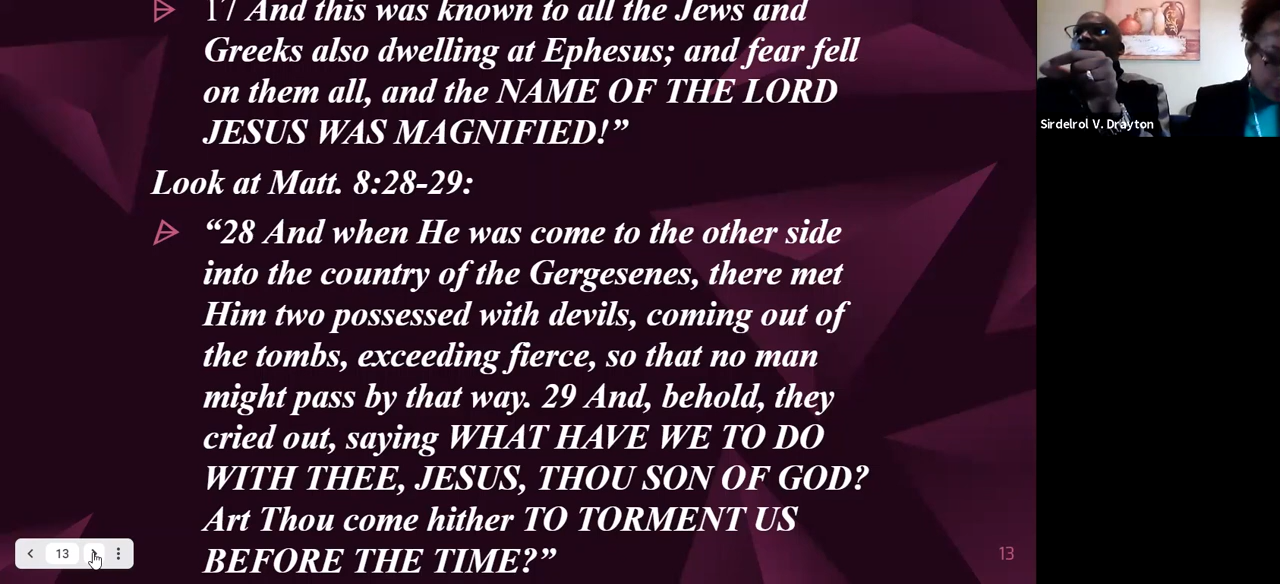 17 And this was known to all the Jews and
Greeks also dwelling at Ephesus; and fear fell
on them all, and the NAME OF THE LORD
JESUS WAS MAGNIFIED!”
Look at Matt. 8:28-29:
“28 And when He was come to the other side
into the country of the Gergesenes, there met
Him two possessed with devils, coming out of
the tombs, exceeding fierce, so that no man
might pass by that way. 29 And, behold, they
cried out, saying WHAT HAVE WE TO DO
WITH THEE, JESUS, THOU SON OF GOD?
Art Thou come hither TO TORMENT US
BEFORE THE TIME?”
13
13
Sirdelrol V. Drayton